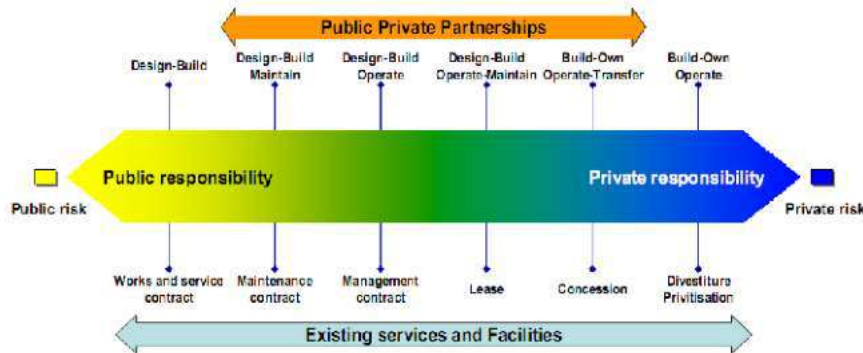 Public Private Partnerships
Design-Build
Design-Build
Maintain
Design-Build
Operate
Design-Build
Operate-Maintain
Build-Own
Operate-Transfer
Build-Own
Operate
Public responsibility
Private responsibility
Public risk
Private risk
Works and service
contract
Maintenance
contract
Management
contract
Lease
Concession
Divestiture
Privitisation
Existing services and Facilities